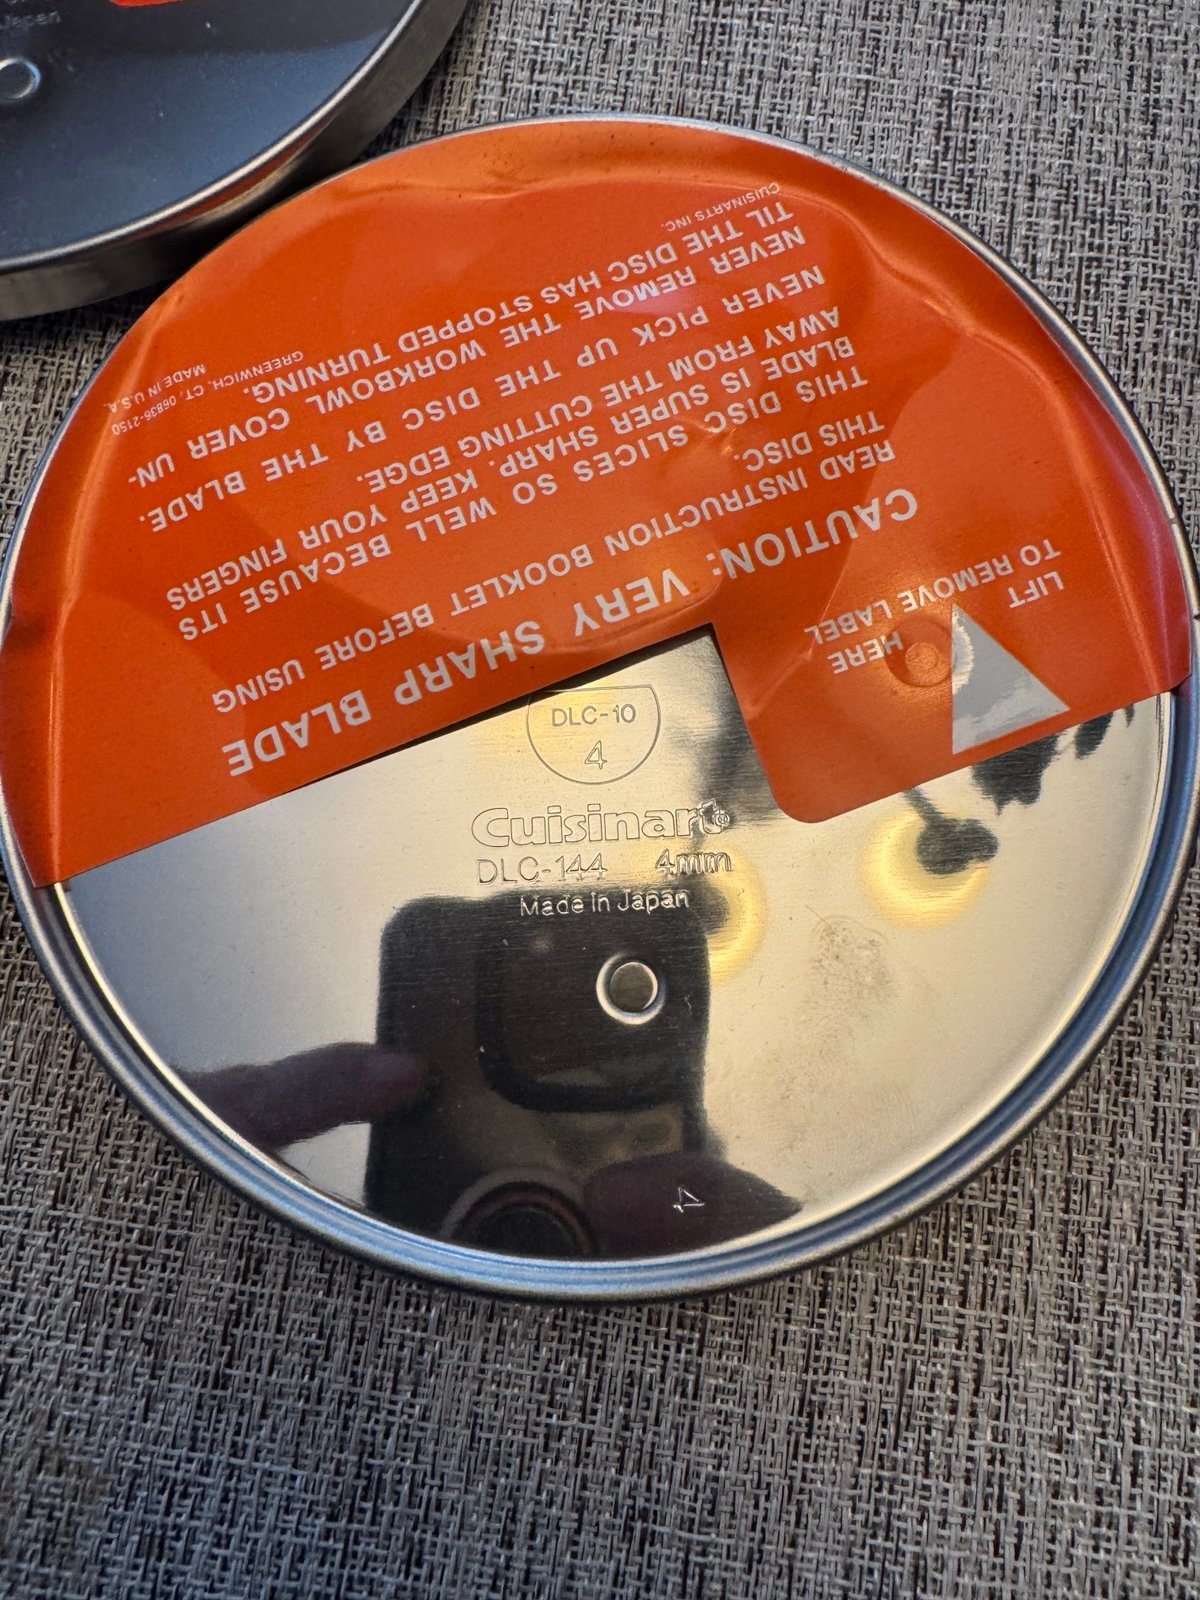 Japan
CAUTION: VERY SHARP BLADE
READ INSTRUCTION BOOKLET BEFORE USING
THIS DISC.
THIS DISC SLICES SO WELL BECAUSE ITS
BLADE IS SUPER SHARP. KEEP YOUR FINGERS
AWAY FROM THE CUTTING EDGE.
NEVER PICK UP THE DISC BY THE BLADE.
NEVER REMOVE THE WORKBOWL COVER UN-
TIL THE DISC HAS STOPPED TURNING.
CUISINARTS INC.
GREENWICH, CT, 06836-2150
MADE IN U.S.A.
LIFT
HERE
TO REMOVE LABEL
DLC-10
4
Cuisinart®
DLC-144 4mm
Made in Japan
4